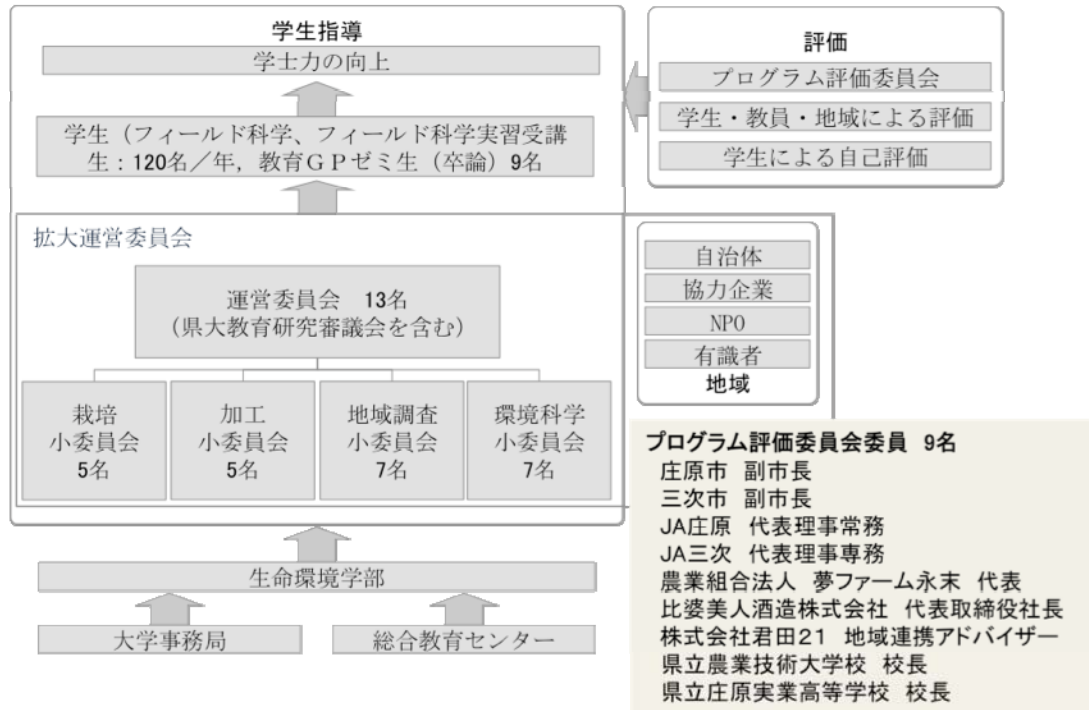 学生指導
学士力の向上
学生（フィールド科学、フィールド科学実習受講
生：120名／年，教育ＧＰゼミ生（卒論）9名
評価
プログラム評価委員会
学生・教員・地域による評価
学生による自己評価
拡大運営委員会
運営委員会　13名
（県大教育研究審議会を含む）
栽培
小委員会
5名
加工
小委員会
5名
地域調査
小委員会
7名
環境科学
小委員会
7名
自治体
協力企業
NPO
有識者
地域
生命環境学部
大学事務局
総合教育センター
プログラム評価委員会委員　9名
庄原市　副市長
三次市　副市長
JA庄原　代表理事常務
JA三次　代表理事専務
農業組合法人　夢ファーム永末　代表
比婆美人酒造株式会社　代表取締役社長
株式会社君田２１　地域連携アドバイザー
県立農業技術大学校　校長
県立庄原実業高等学校　校長